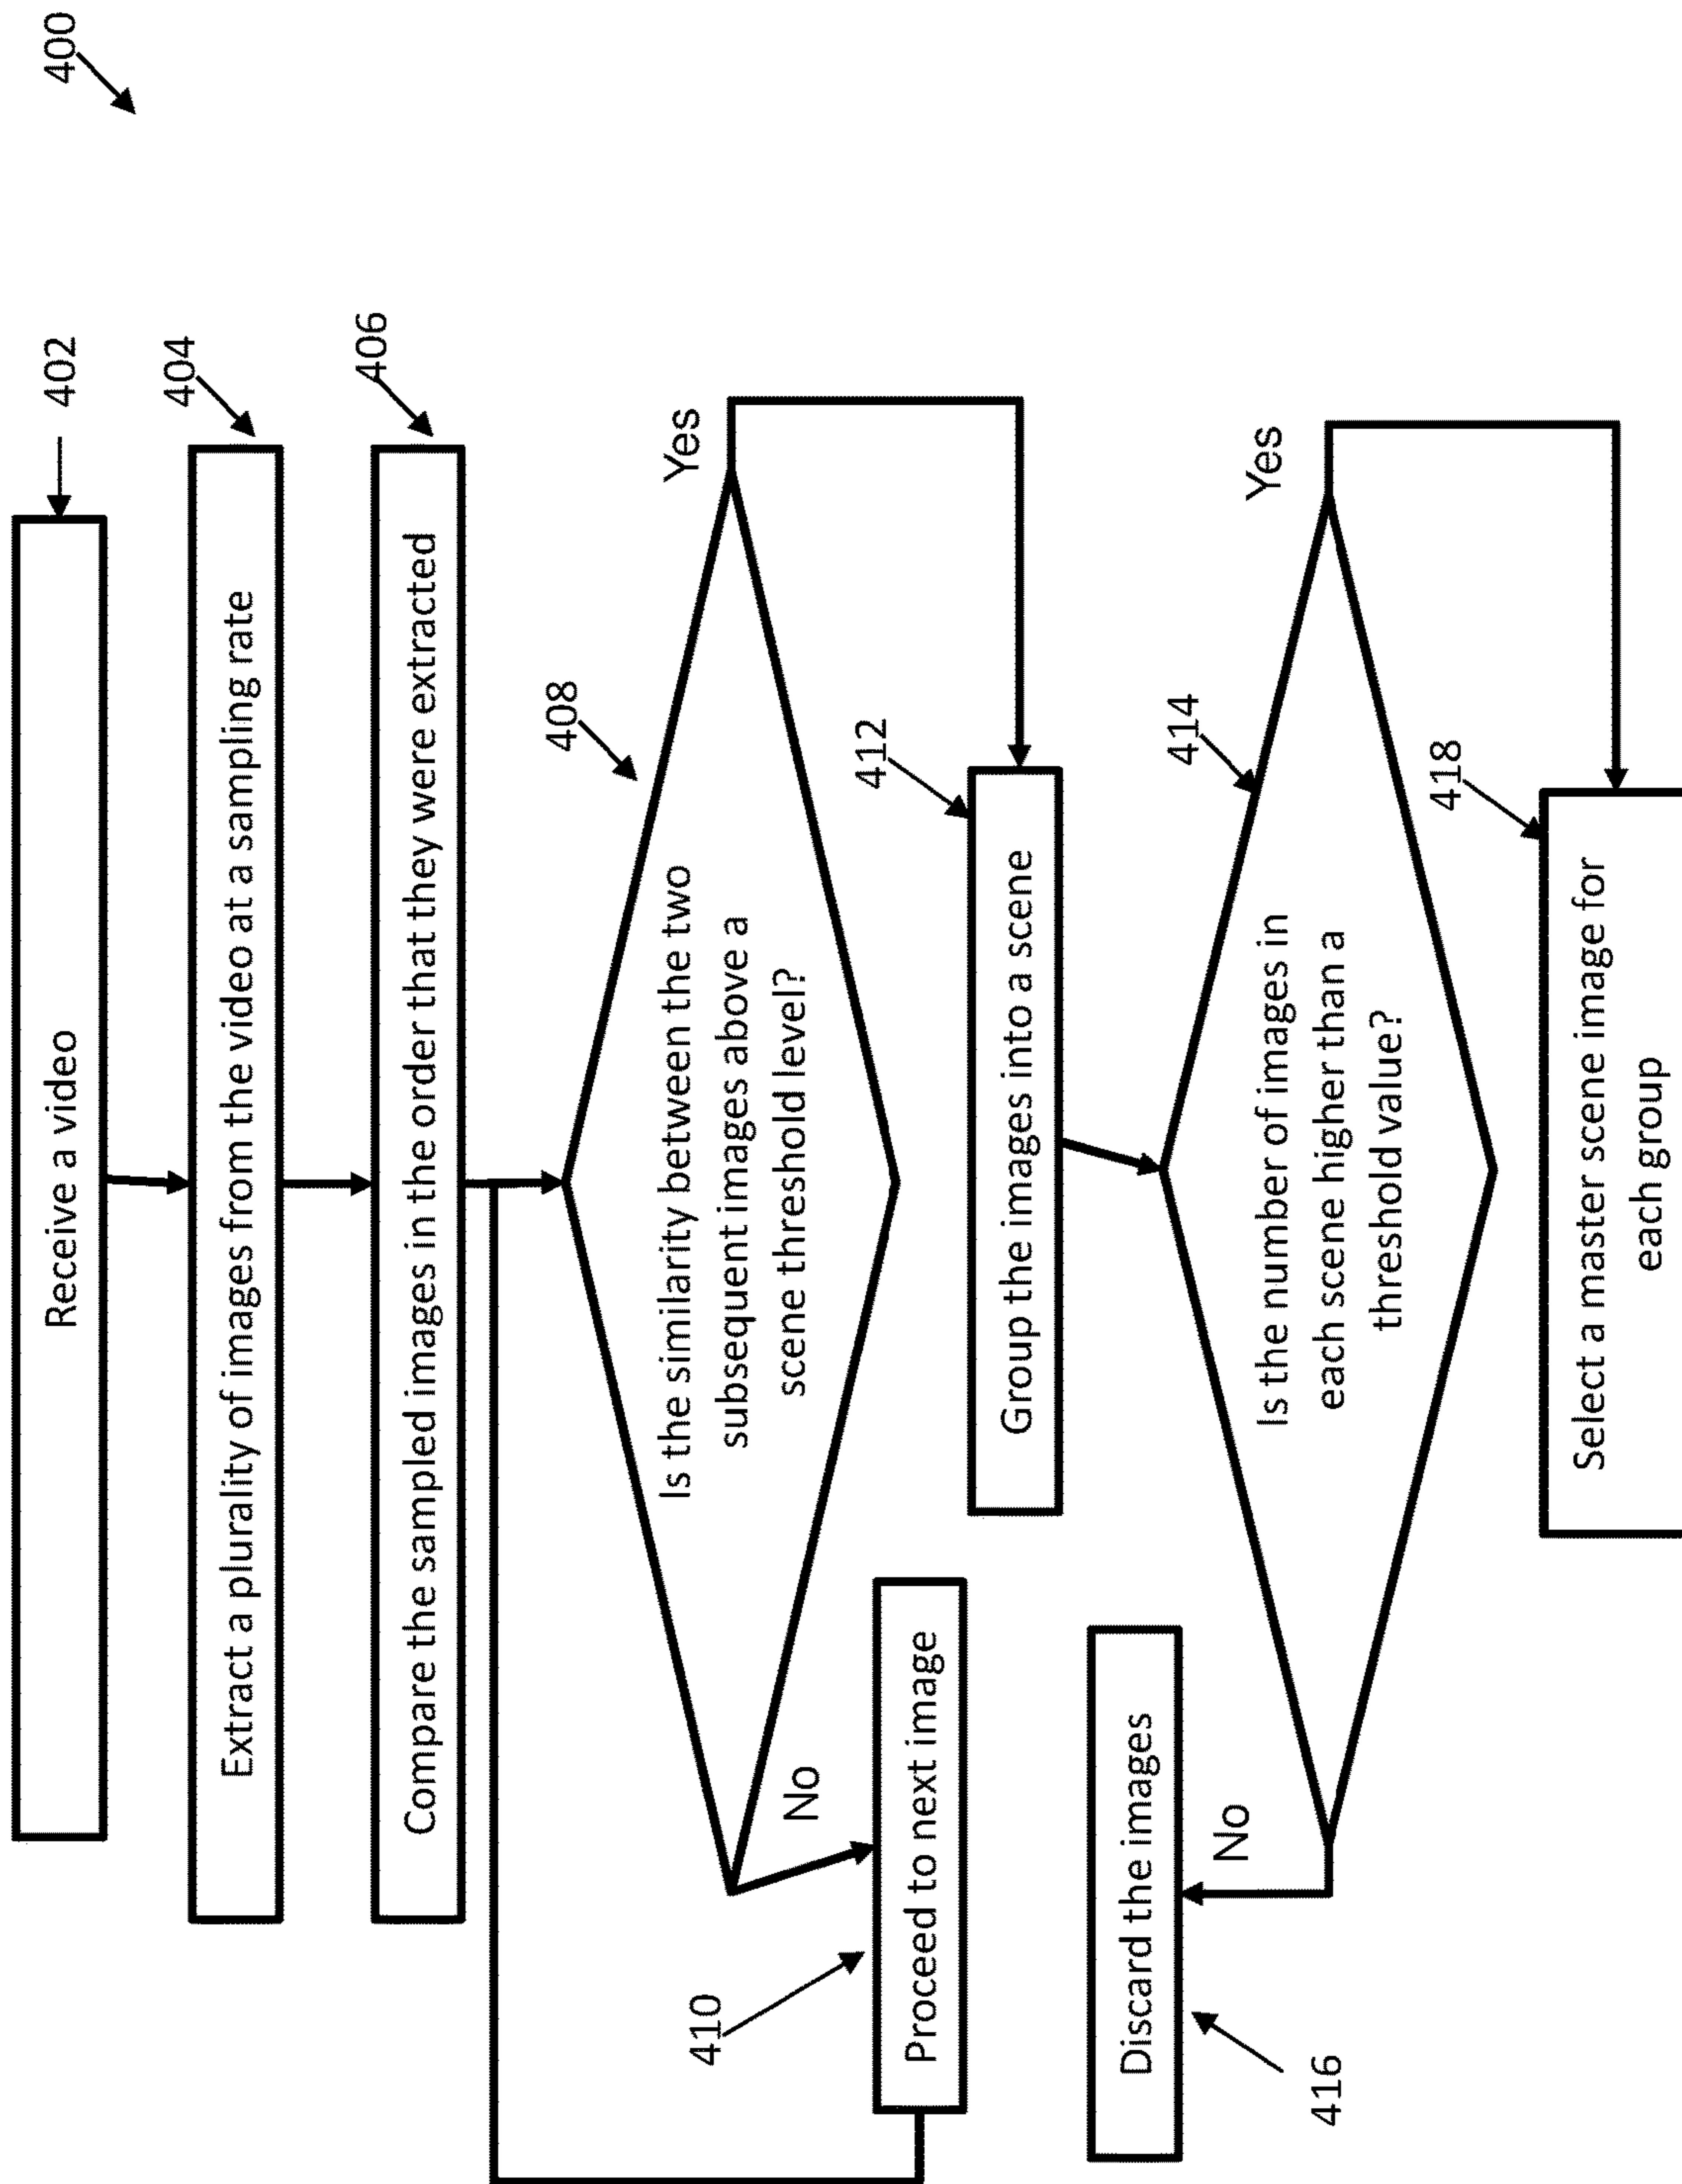 400
Receive a video
402
Extract a plurality of images from the video at a sampling rate
404
Compare the sampled images in the order that they were extracted
406
408
Is the similarity between the two
subsequent images above a
scene threshold level?
Yes
No
410
Proceed to next image
412
Group the images into a scene
414
Is the number of images in
each scene higher than a
threshold value?
Yes
No
Discard the images
416
418
Select a master scene image for
each group